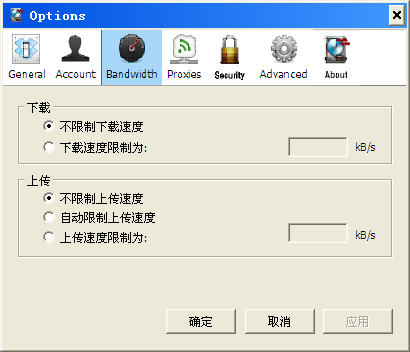 Options
General Account Bandwidth Proxies Security Advanced About
下载
不限制下载速度
下载速度限制为: kB/s
上传
不限制上传速度
自动限制上传速度
上传速度限制为: kB/s
确定 取消 应用